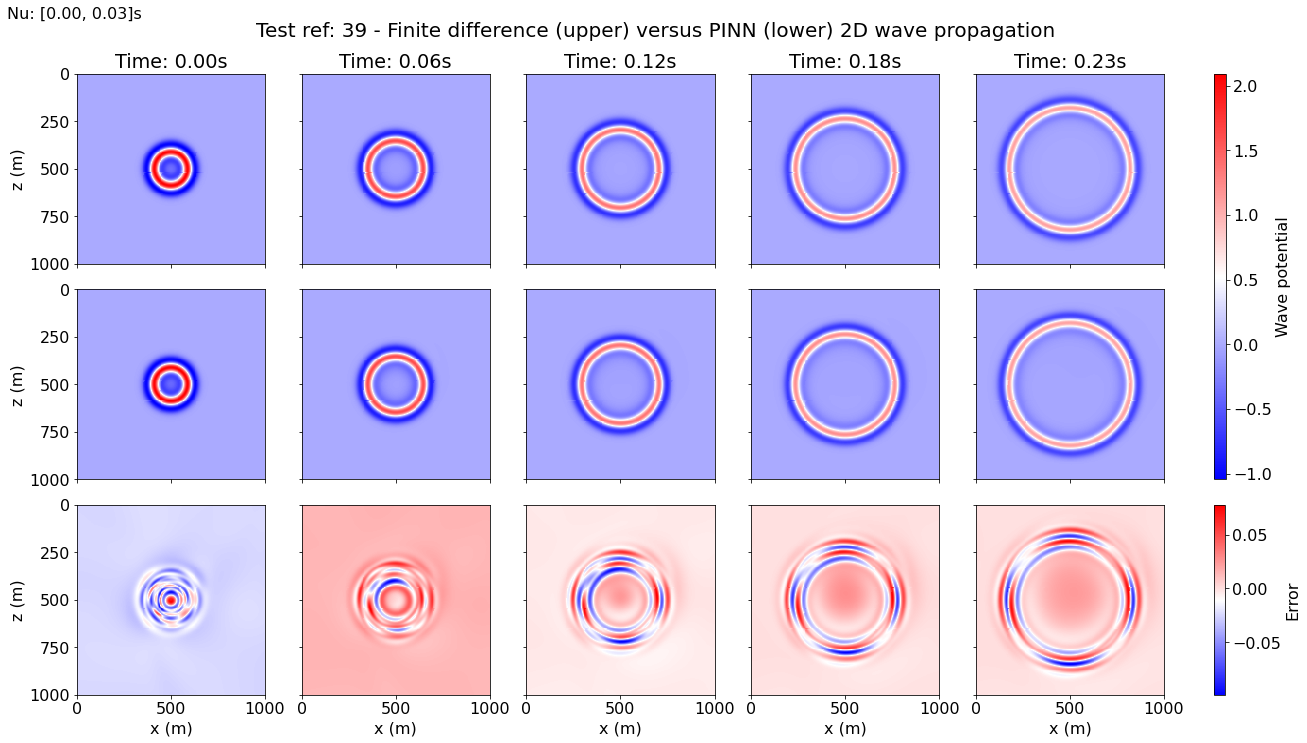 Nu: [0.00, 0.03]s
Test ref: 39 - Finite difference (upper) versus PINN (lower) 2D wave propagation
Time: 0.00s
Time: 0.06s
Time: 0.12s
Time: 0.18s
Time: 0.23s
0
250
500
750
1000
z (m)
0
250
500
750
1000
z (m)
2.0
1.5
1.0
0.5
0.0
−0.5
−1.0
Wave potential
0
250
500
750
1000
z (m)
0 500 1000
x (m)
0 500 1000
x (m)
0 500 1000
x (m)
0 500 1000
x (m)
0 500 1000
x (m)
0.05
0.00
−0.05
Error